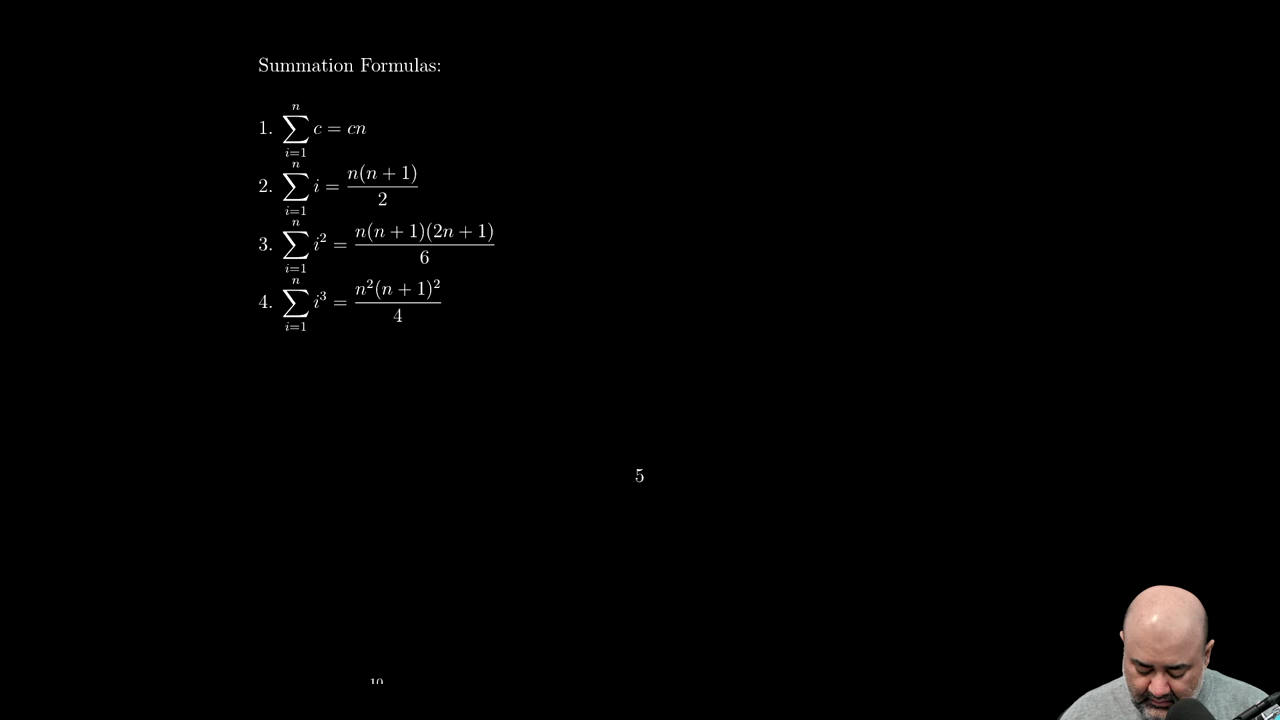 Summation Formulas:
1. \sum_{i=1}^{n} c = cn
2. \sum_{i=1}^{n} i = \frac{n(n+1)}{2}
3. \sum_{i=1}^{n} i^2 = \frac{n(n+1)(2n+1)}{6}
4. \sum_{i=1}^{n} i^3 = \frac{n^2(n+1)^2}{4}
5
10